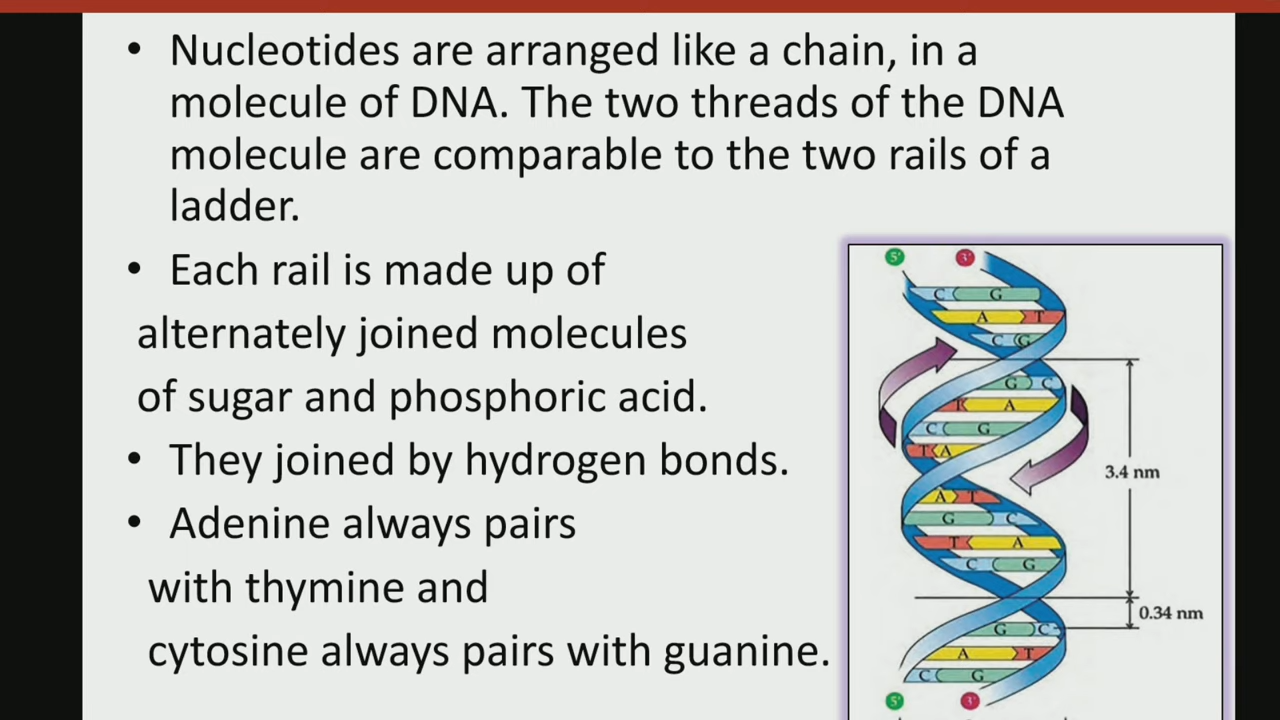 • Nucleotides are arranged like a chain, in a
molecule of DNA. The two threads of the DNA
molecule are comparable to the two rails of a
ladder.
• Each rail is made up of
alternately joined molecules
of sugar and phosphoric acid.
• They joined by hydrogen bonds.
• Adenine always pairs
with thymine and
cytosine always pairs with guanine.
5' 3'
C G
A T
C G
G C
A
C G
T A
3.4 nm
A T
G C
T A
C G
0.34 nm
G C
A T
C G
5' 3'